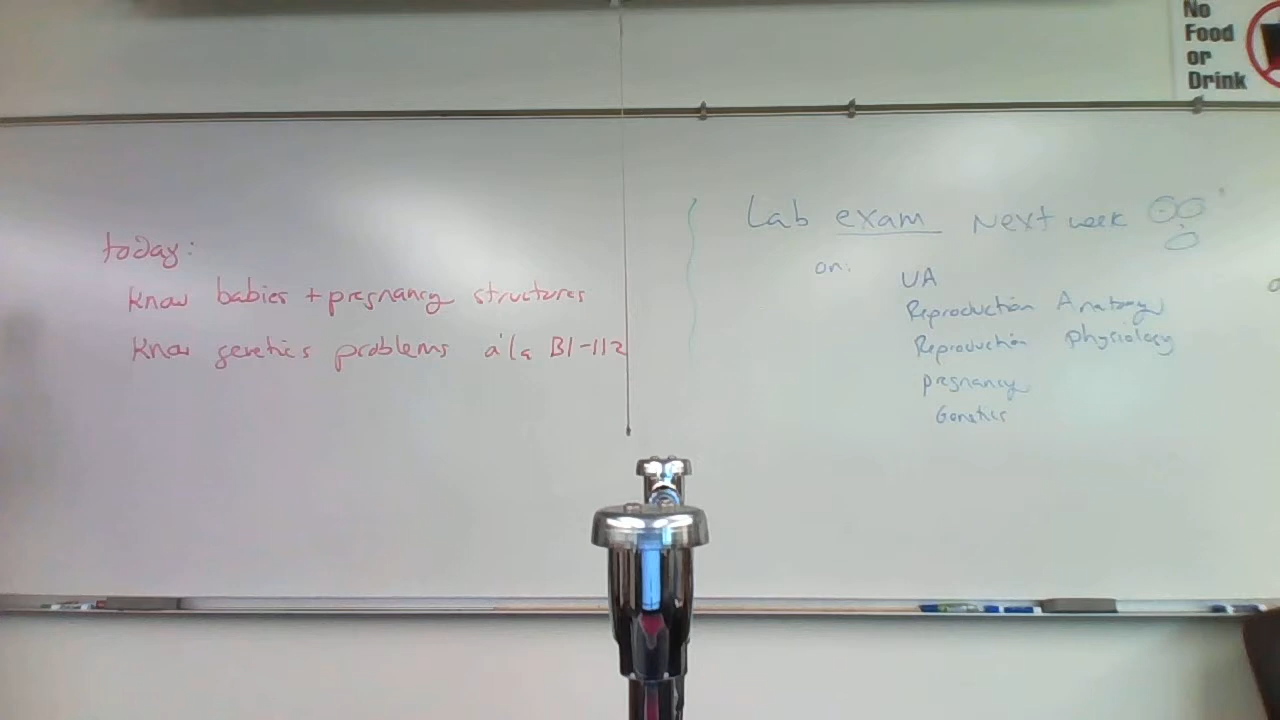 No
Food
or
Drink
today:
Know babies + pregnancy structures
Know genetics problems a'la BI-112
Lab exam Next week
on:
UA
Reproduction Anatomy
Reproduction physiology
pregnancy
Genetics